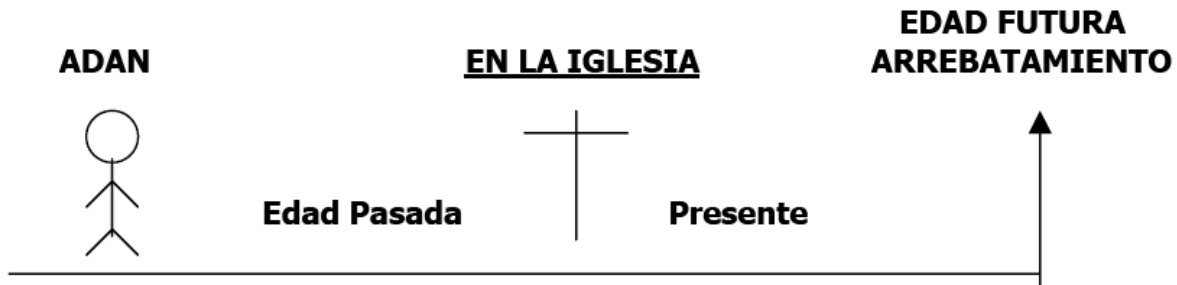 EDAD FUTURA
ADAN EN LA IGLESIA ARREBATAMIENTO
Edad Pasada Presente